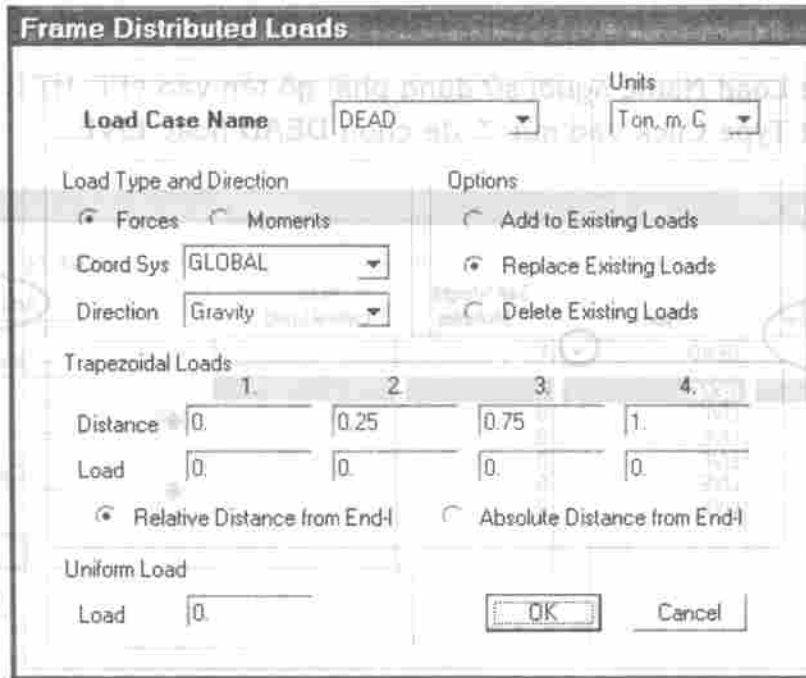 Frame Distributed Loads
Units
Load Case Name DEAD Ton, m, C
Load Type and Direction
Forces Moments
Coord Sys GLOBAL
Direction Gravity
Options
Add to Existing Loads
Replace Existing Loads
Delete Existing Loads
Trapezoidal Loads
1. 2. 3. 4.
Distance 0. 0.25 0.75 1.
Load 0. 0. 0. 0.
Relative Distance from End-I Absolute Distance from End-I
Uniform Load
Load 0.
OK Cancel